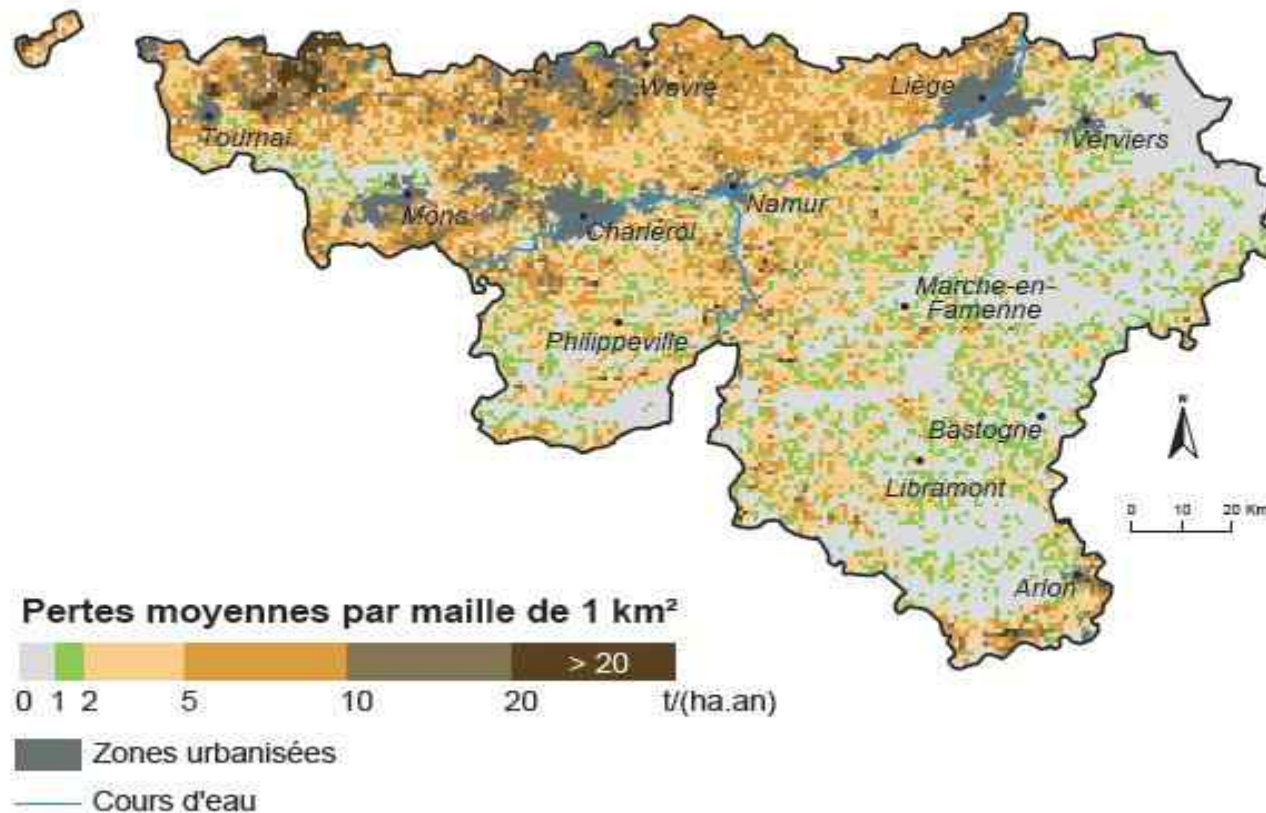 Wavre
Liège
Tournai
Verviers
Mons
Namur
Charleroi
Marche-en-
Famenne
Philippeville
N
Bastogne
Libramont
0 10 20 Km
Arlon
Pertes moyennes par maille de 1 km²
> 20
0 1 2 5 10 20 t/(ha.an)
Zones urbanisées
Cours d'eau